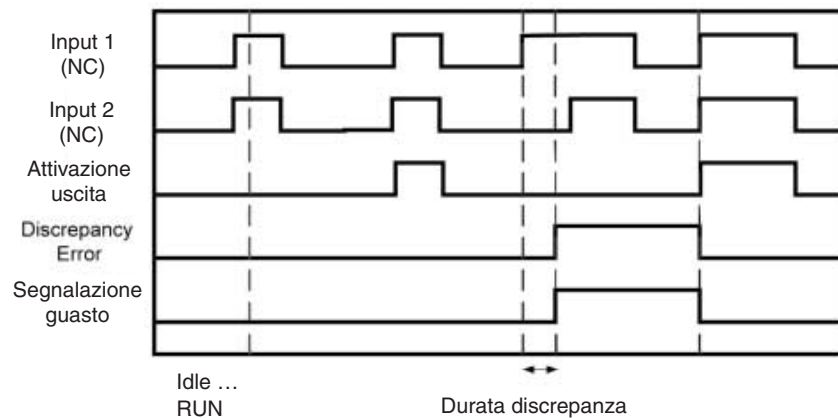 Input 1
(NC)
Input 2
(NC)
Attivazione
uscita
Discrepancy
Error
Segnalazione
guasto
Idle ...
RUN
Durata discrepanza